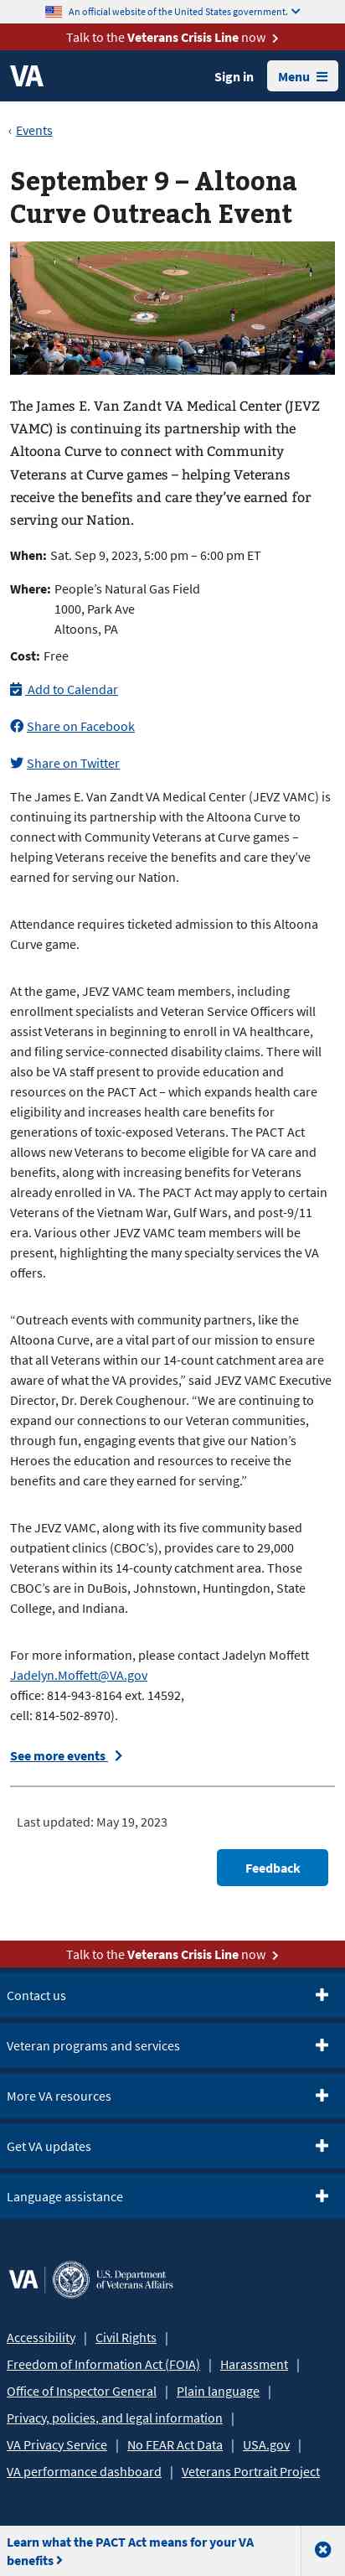 An official website of the United States government.
Talk to the Veterans Crisis Line now
VA
Sign in
Menu
Events
September 9 – Altoona
Curve Outreach Event
The James E. Van Zandt VA Medical Center (JEVZ
VAMC) is continuing its partnership with the
Altoona Curve to connect with Community
Veterans at Curve games – helping Veterans
receive the benefits and care they’ve earned for
serving our Nation.
When: Sat. Sep 9, 2023, 5:00 pm – 6:00 pm ET
Where: People’s Natural Gas Field
1000, Park Ave
Altoons, PA
Cost: Free
Add to Calendar
Share on Facebook
Share on Twitter
The James E. Van Zandt VA Medical Center (JEVZ VAMC) is
continuing its partnership with the Altoona Curve to
connect with Community Veterans at Curve games –
helping Veterans receive the benefits and care they’ve
earned for serving our Nation.
Attendance requires ticketed admission to this Altoona
Curve game.
At the game, JEVZ VAMC team members, including
enrollment specialists and Veteran Service Officers will
assist Veterans in beginning to enroll in VA healthcare,
and filing service-connected disability claims. There will
also be VA staff present to provide education and
resources on the PACT Act – which expands health care
eligibility and increases health care benefits for
generations of toxic-exposed Veterans. The PACT Act
allows new Veterans to become eligible for VA care and
benefits, along with increasing benefits for Veterans
already enrolled in VA. The PACT Act may apply to certain
Veterans of the Vietnam War, Gulf Wars, and post-9/11
era. Various other JEVZ VAMC team members will be
present, highlighting the many specialty services the VA
offers.
“Outreach events with community partners, like the
Altoona Curve, are a vital part of our mission to ensure
that all Veterans within our 14-county catchment area are
aware of what the VA provides,” said JEVZ VAMC Executive
Director, Dr. Derek Coughenour. “We are continuing to
expand our connections to our Veteran communities,
through fun, engaging events that give our Nation’s
Heroes the education and resources to receive the
benefits and care they earned for serving.”
The JEVZ VAMC, along with its five community based
outpatient clinics (CBOC’s), provides care to 29,000
Veterans within its 14-county catchment area. Those
CBOC’s are in DuBois, Johnstown, Huntingdon, State
College, and Indiana.
For more information, please contact Jadelyn Moffett
Jadelyn.Moffett@VA.gov
office: 814-943-8164 ext. 14592,
cell: 814-502-8970).
See more events
Last updated: May 19, 2023
Feedback
Talk to the Veterans Crisis Line now
Contact us
Veteran programs and services
More VA resources
Get VA updates
Language assistance
VA U.S. Department
of Veterans Affairs
Accessibility | Civil Rights |
Freedom of Information Act (FOIA) | Harassment |
Office of Inspector General | Plain language |
Privacy, policies, and legal information |
VA Privacy Service | No FEAR Act Data | USA.gov |
VA performance dashboard | Veterans Portrait Project
Learn what the PACT Act means for your VA
benefits